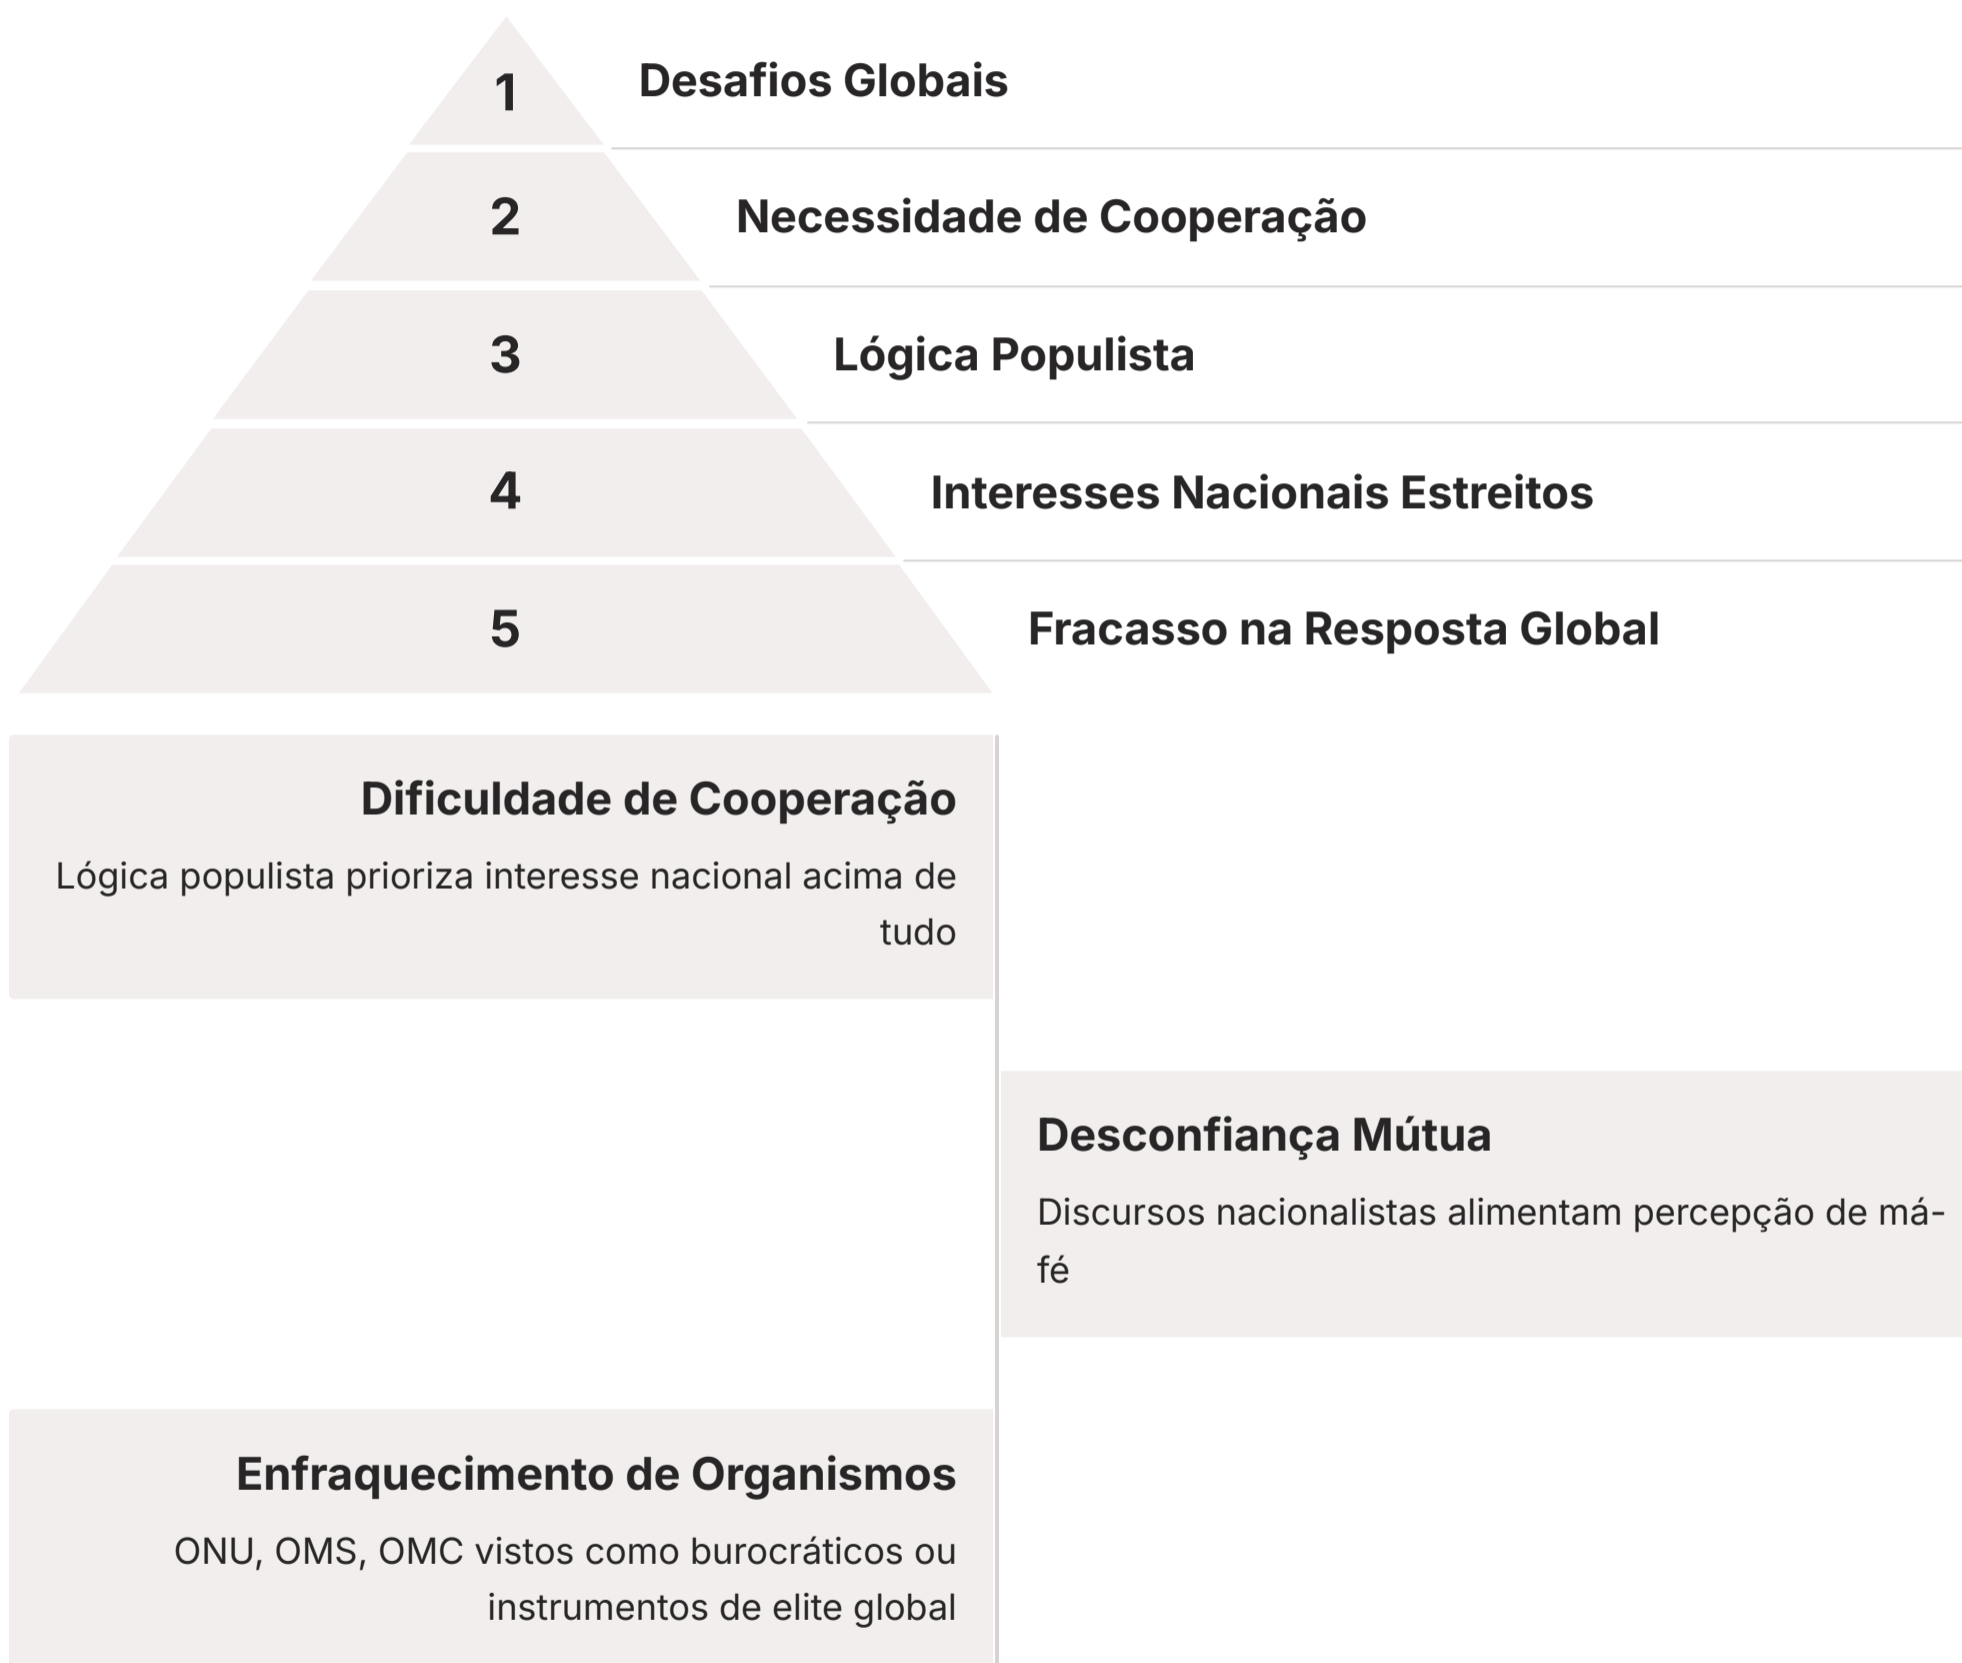 1
Desafios Globais
2
Necessidade de Cooperação
3
Lógica Populista
4
Interesses Nacionais Estreitos
5
Fracasso na Resposta Global
Dificuldade de Cooperação
Lógica populista prioriza interesse nacional acima de
tudo
Desconfiança Mútua
Discursos nacionalistas alimentam percepção de má-
fé
Enfraquecimento de Organismos
ONU, OMS, OMC vistos como burocráticos ou
instrumentos de elite global